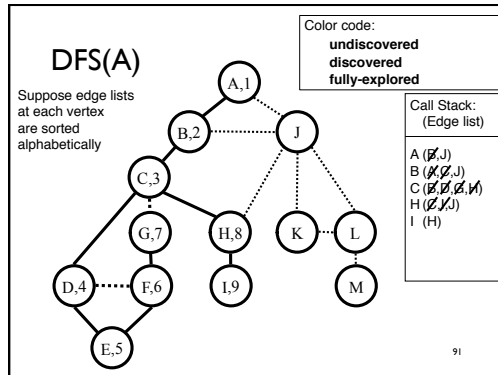 DFS(A)
Suppose edge lists
at each vertex
are sorted
alphabetically
Color code:
undiscovered
discovered
fully-explored
Call Stack:
(Edge list)
A (B,J)
B (A,C,J)
C (B,D,G,H)
H (C,I,J)
I (H)
A,1
B,2
J
C,3
G,7
H,8
K
L
D,4
F,6
I,9
M
E,5
91